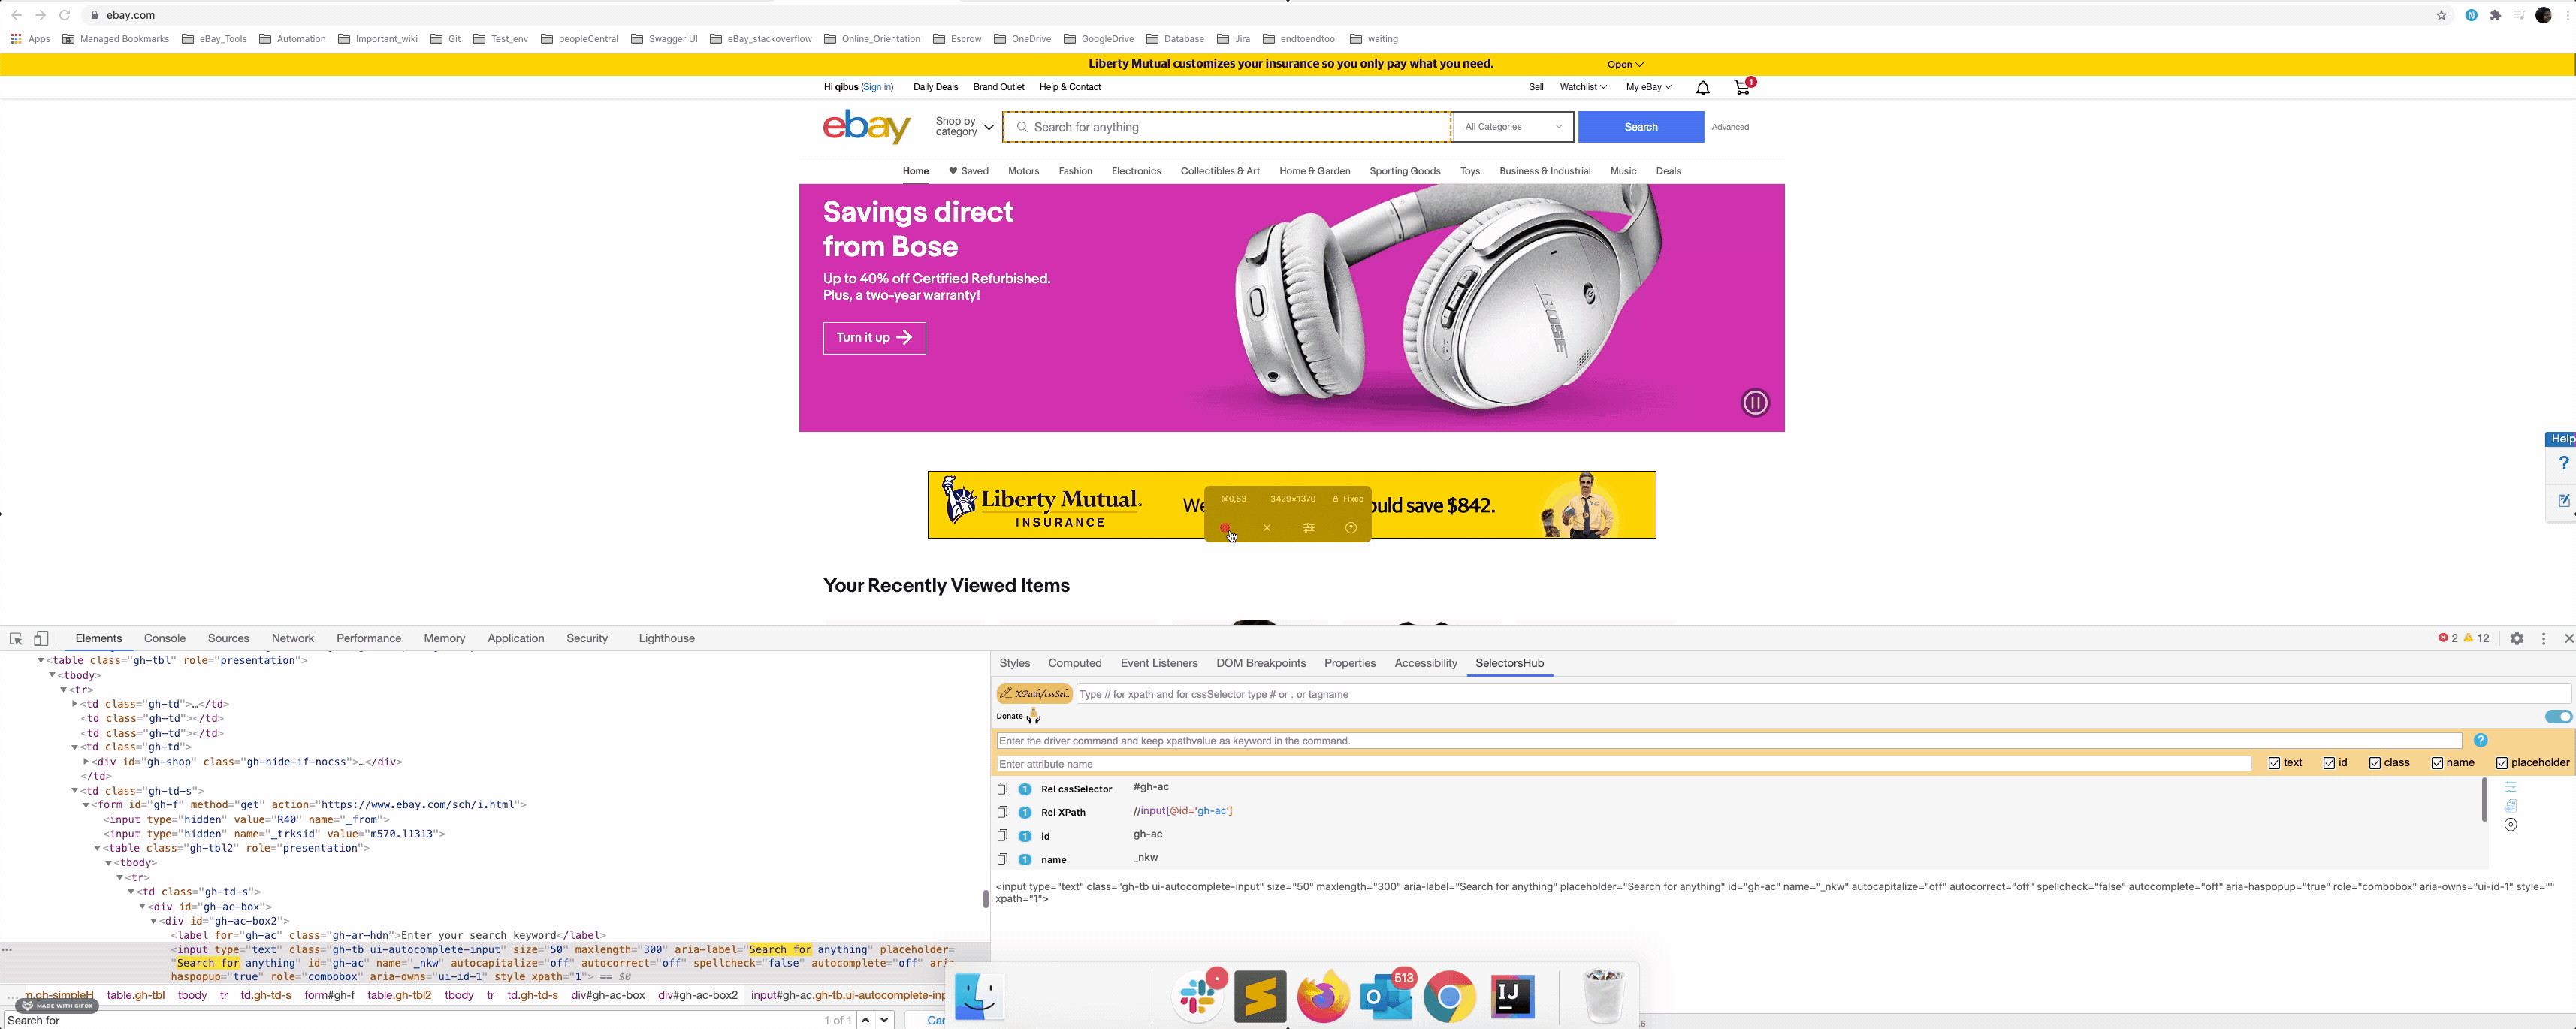 ebay.com
Apps Managed Bookmarks eBay_Tools Automation Important_wiki Git Test_env peopleCentral Swagger UI eBay_stackoverflow Online_Orientation Escrow OneDrive GoogleDrive Database Jira endtoendtool waiting
Liberty Mutual customizes your insurance so you only pay what you need. Open
Hi qibus (Sign in) Daily Deals Brand Outlet Help & Contact Sell Watchlist My eBay 1
ebay Shop by category Search for anything All Categories Search Advanced
Home Saved Motors Fashion Electronics Collectibles & Art Home & Garden Sporting Goods Toys Business & Industrial Music Deals
Savings direct
from Bose
Up to 40% off Certified Refurbished.
Plus, a two-year warranty!
Turn it up
BOSE
Help
?
Liberty Mutual. We ould save $842.
INSURANCE
@0,63 3429×1370 Fixed
Your Recently Viewed Items
Elements Console Sources Network Performance Memory Application Security Lighthouse 2 12
<table class="gh-tbl" role="presentation">
<tbody>
<tr>
<td class="gh-td">…</td>
<td class="gh-td"></td>
<td class="gh-td"></td>
<td class="gh-td">
<div id="gh-shop" class="gh-hide-if-nocss">…</div>
</td>
<td class="gh-td-s">
<form id="gh-f" method="get" action="https://www.ebay.com/sch/i.html">
<input type="hidden" value="R40" name="_from">
<input type="hidden" name="_trksid" value="m570.l1313">
<table class="gh-tbl2" role="presentation">
<tbody>
<tr>
<td class="gh-td-s">
<div id="gh-ac-box">
<div id="gh-ac-box2">
<label for="gh-ac" class="gh-ar-hdn">Enter your search keyword</label>
<input type="text" class="gh-tb ui-autocomplete-input" size="50" maxlength="300" aria-label="Search for anything" placeholder=
"Search for anything" id="gh-ac" name="_nkw" autocapitalize="off" autocorrect="off" spellcheck="false" autocomplete="off" aria-
haspopup="true" role="combobox" aria-owns="ui-id-1" style xpath="1"> == $0
… n.gh-simpleH table.gh-tbl tbody tr td.gh-td-s form#gh-f table.gh-tbl2 tbody tr td.gh-td-s div#gh-ac-box div#gh-ac-box2 input#gh-ac.gh-tb.ui-autocomplete-inp
MADE WITH GIFOX
Search for 1 of 1 Can
Styles Computed Event Listeners DOM Breakpoints Properties Accessibility SelectorsHub
XPath/cssSel.. Type // for xpath and for cssSelector type # or . or tagname
Donate
Enter the driver command and keep xpathvalue as keyword in the command. ?
Enter attribute name text id class name placeholder
1 Rel cssSelector #gh-ac
1 Rel XPath //input[@id='gh-ac']
1 id gh-ac
1 name _nkw
<input type="text" class="gh-tb ui-autocomplete-input" size="50" maxlength="300" aria-label="Search for anything" placeholder="Search for anything" id="gh-ac" name="_nkw" autocapitalize="off" autocorrect="off" spellcheck="false" autocomplete="off" aria-haspopup="true" role="combobox" aria-owns="ui-id-1" style=""
xpath="1">
513
IJ